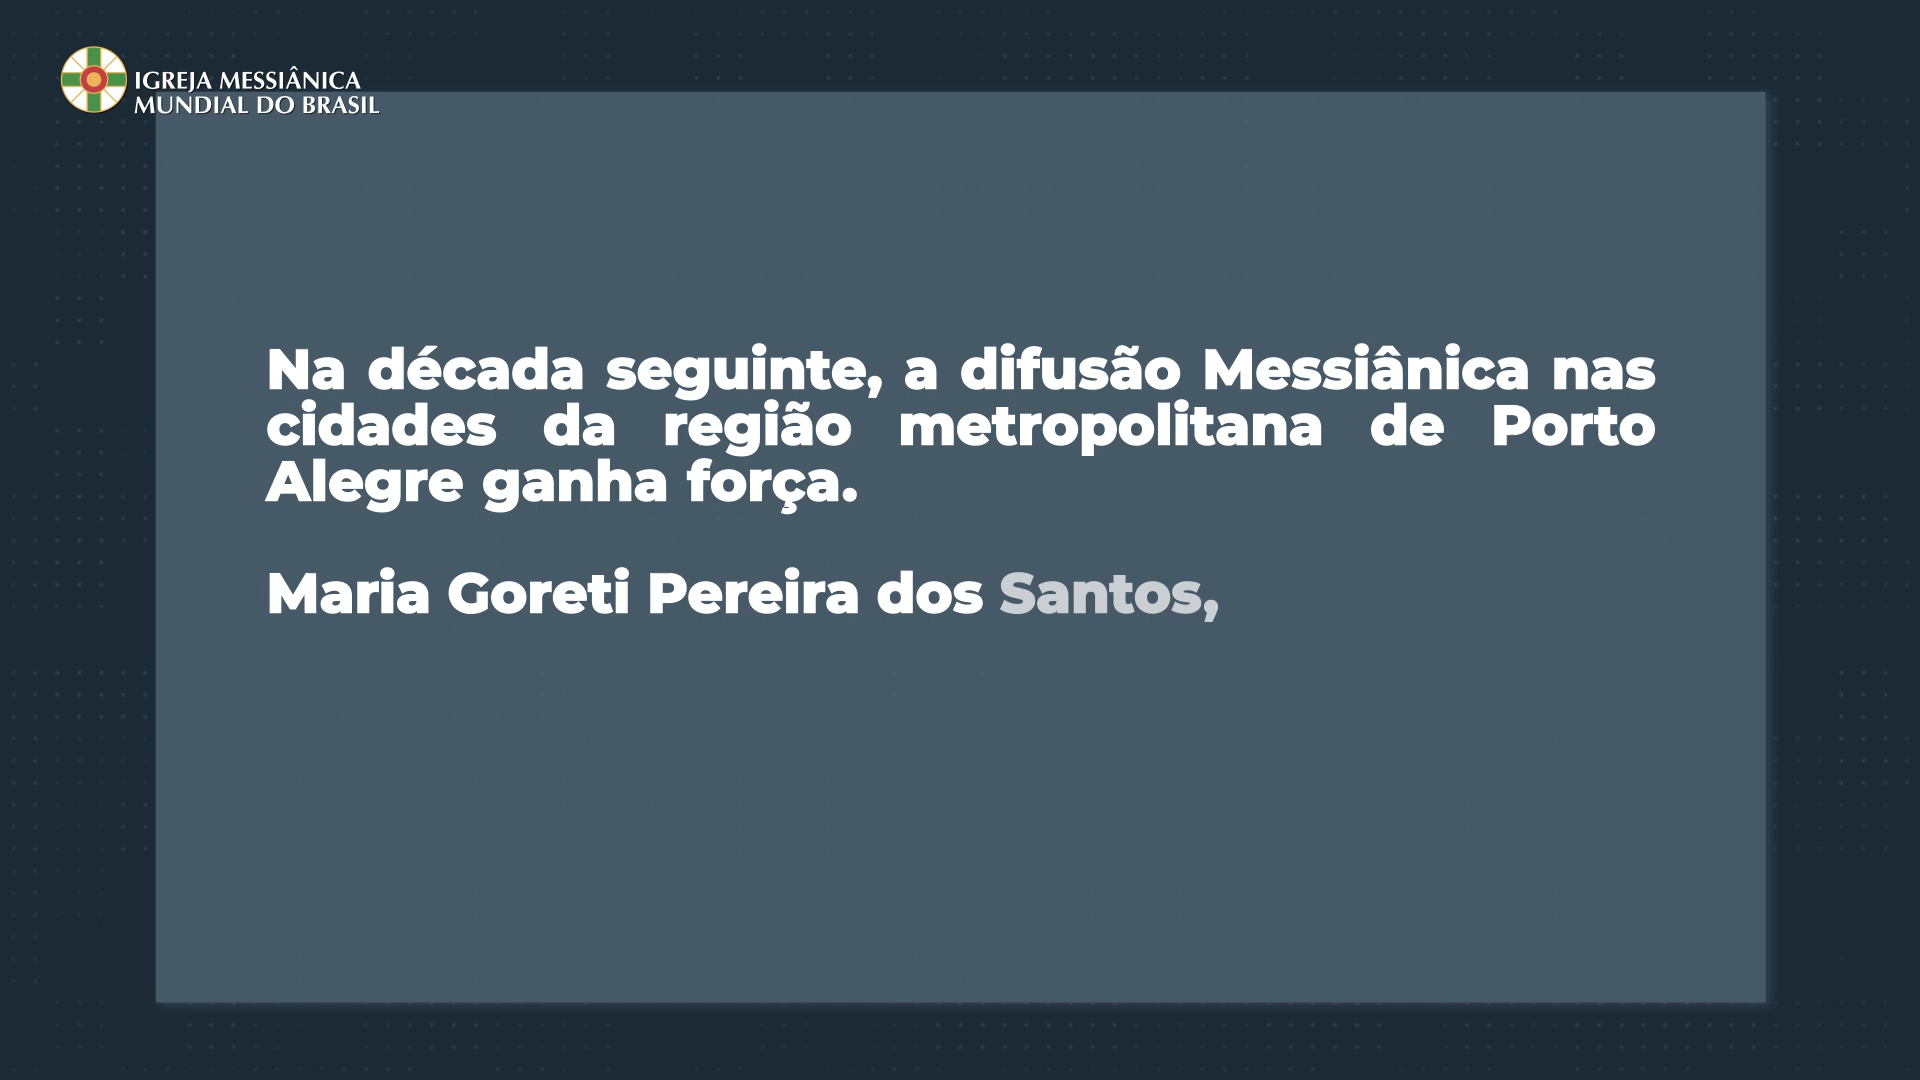 IGREJA MESSIÂNICA
MUNDIAL DO BRASIL
Na década seguinte, a difusão Messiânica nas
cidades da região metropolitana de Porto
Alegre ganha força.
Maria Goreti Pereira dos Santos,